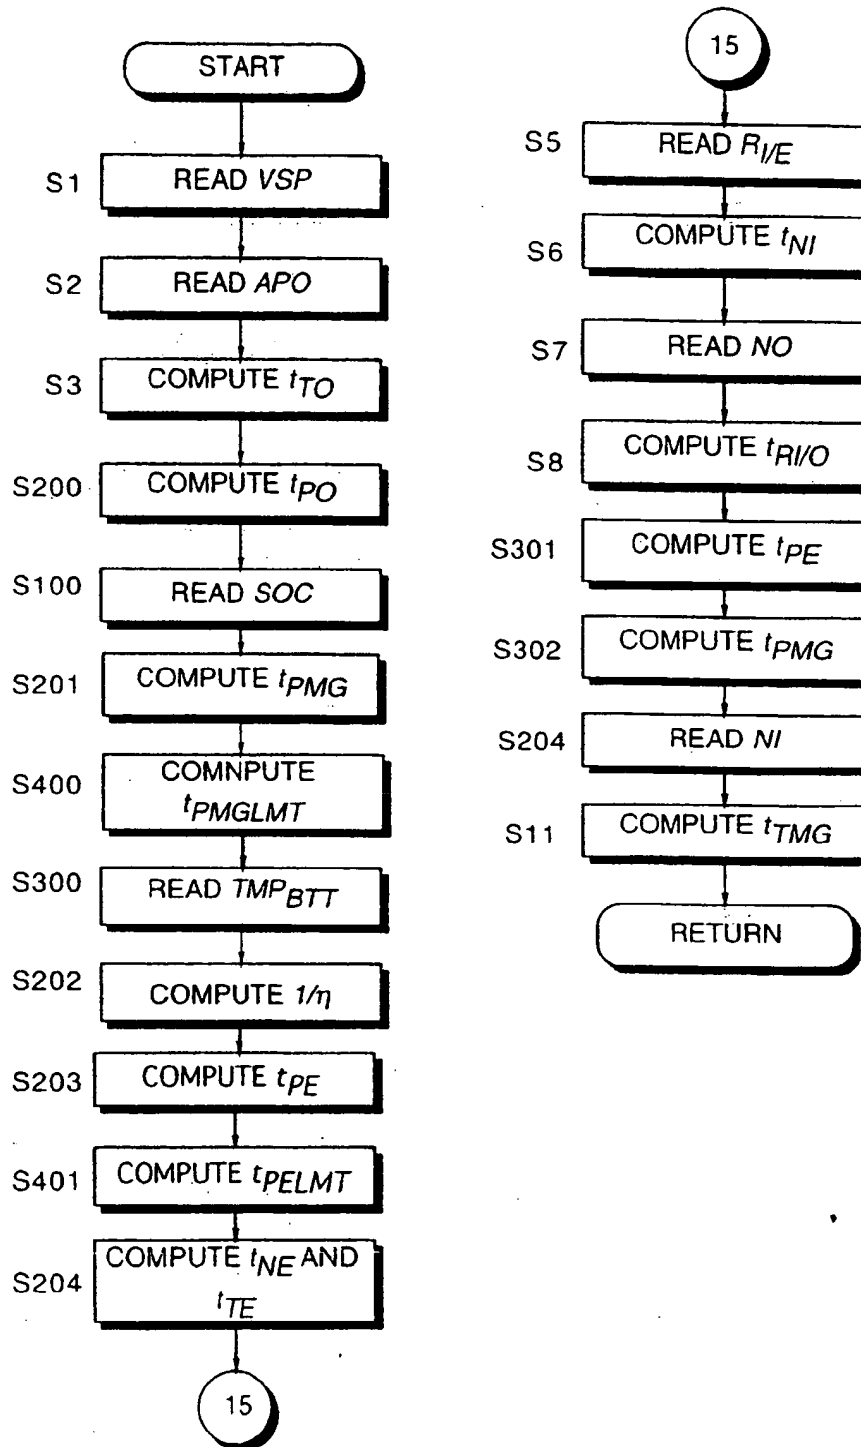 START
S1 READ VSP
S2 READ APO
S3 COMPUTE tTO
S200 COMPUTE tPO
S100 READ SOC
S201 COMPUTE tPMG
S400 COMNPUTE
tPMGLMT
S300 READ TMPBTT
S202 COMPUTE 1/η
S203 COMPUTE tPE
S401 COMPUTE tPELMT
S204 COMPUTE tNE AND
tTE
15
15
S5 READ RI/E
S6 COMPUTE tNI
S7 READ NO
S8 COMPUTE tRI/O
S301 COMPUTE tPE
S302 COMPUTE tPMG
S204 READ NI
S11 COMPUTE tTMG
RETURN